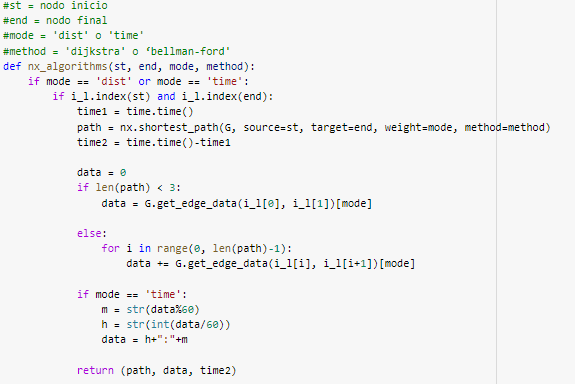 #st = nodo inicio
#end = nodo final
#mode = 'dist' o 'time'
#method = 'dijkstra' o ‘bellman-ford'
def nx_algorithms(st, end, mode, method):
    if mode == 'dist' or mode == 'time':
        if i_l.index(st) and i_l.index(end):
            time1 = time.time()
            path = nx.shortest_path(G, source=st, target=end, weight=mode, method=method)
            time2 = time.time()-time1

            data = 0
            if len(path) < 3:
                data = G.get_edge_data(i_l[0], i_l[1])[mode]

            else:
                for i in range(0, len(path)-1):
                    data += G.get_edge_data(i_l[i], i_l[i+1])[mode]

            if mode == 'time':
                m = str(data%60)
                h = str(int(data/60))
                data = h+":"+m

            return (path, data, time2)